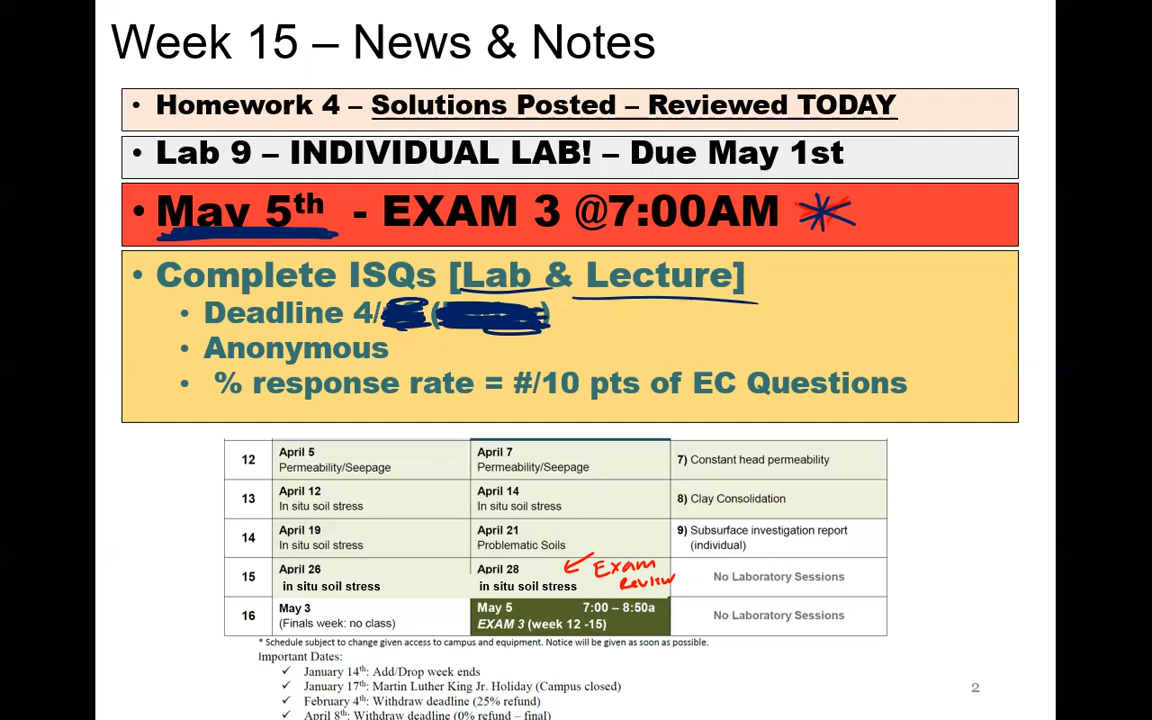 Week 15 – News & Notes
• Homework 4 – Solutions Posted – Reviewed TODAY
• Lab 9 – INDIVIDUAL LAB! – Due May 1st
• May 5th - EXAM 3 @7:00AM
• Complete ISQs [Lab & Lecture]
• Deadline 4/ ( )
• Anonymous
• % response rate = #/10 pts of EC Questions
12 April 5 April 7 7) Constant head permeability
Permeability/Seepage Permeability/Seepage
13 April 12 April 14 8) Clay Consolidation
In situ soil stress In situ soil stress
14 April 19 April 21 9) Subsurface investigation report
In situ soil stress Problematic Soils (individual)
15 April 26 April 28 Exam No Laboratory Sessions
in situ soil stress in situ soil stress Review
16 May 3 May 5 7:00 – 8:50a No Laboratory Sessions
(Finals week: no class) EXAM 3 (week 12 -15)
* Schedule subject to change given access to campus and equipment. Notice will be given as soon as possible.
Important Dates:
✓ January 14th: Add/Drop week ends
✓ January 17th: Martin Luther King Jr. Holiday (Campus closed)
✓ February 4th: Withdraw deadline (25% refund)
✓ April 8th: Withdraw deadline (0% refund – final)
2